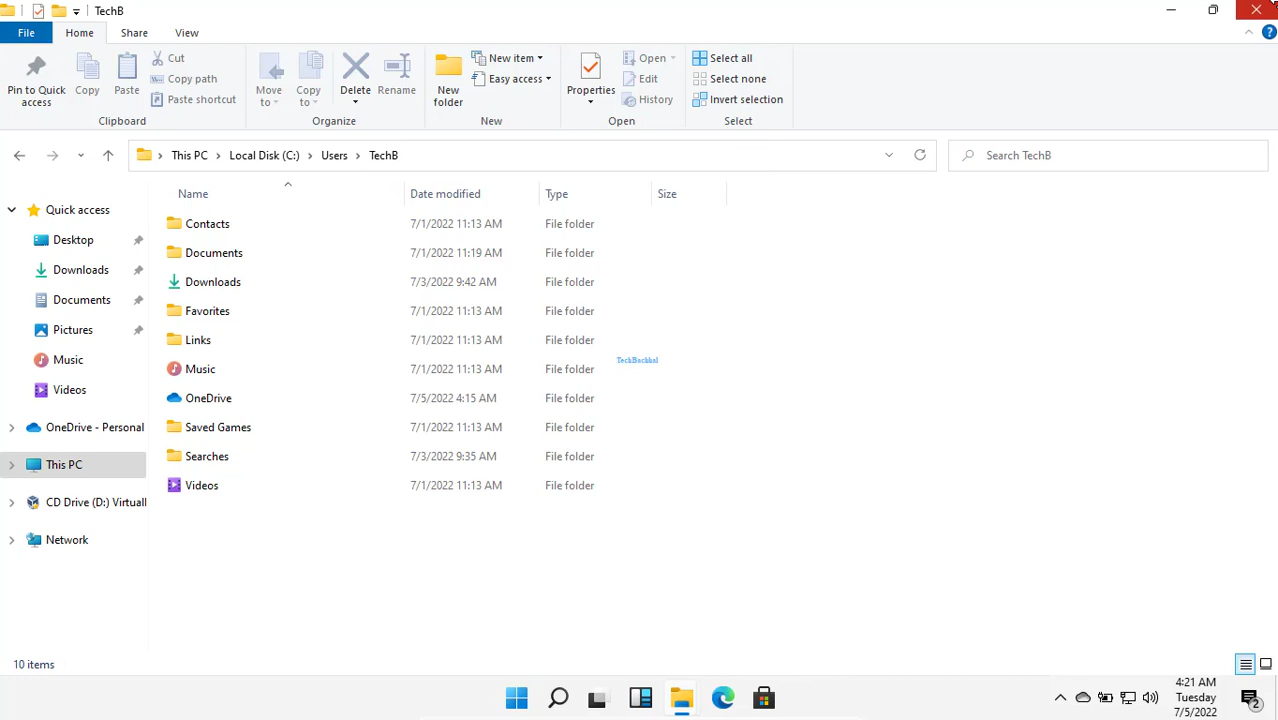 TechB
File Home Share View
Pin to Quick access
Copy
Paste
Cut
Copy path
Paste shortcut
Clipboard
Move to
Copy to
Delete
Rename
Organize
New folder
New item
Easy access
New
Properties
Open
Edit
History
Open
Select all
Select none
Invert selection
Select
This PC Local Disk (C:) Users TechB
Search TechB
Quick access
Desktop
Downloads
Documents
Pictures
Music
Videos
OneDrive - Personal
This PC
CD Drive (D:) Virtuall
Network
Name Date modified Type Size
Contacts 7/1/2022 11:13 AM File folder
Documents 7/1/2022 11:19 AM File folder
Downloads 7/3/2022 9:42 AM File folder
Favorites 7/1/2022 11:13 AM File folder
Links 7/1/2022 11:13 AM File folder
TechBachhal
Music 7/1/2022 11:13 AM File folder
OneDrive 7/5/2022 4:15 AM File folder
Saved Games 7/1/2022 11:13 AM File folder
Searches 7/3/2022 9:35 AM File folder
Videos 7/1/2022 11:13 AM File folder
10 items
4:21 AM
Tuesday
7/5/2022
2